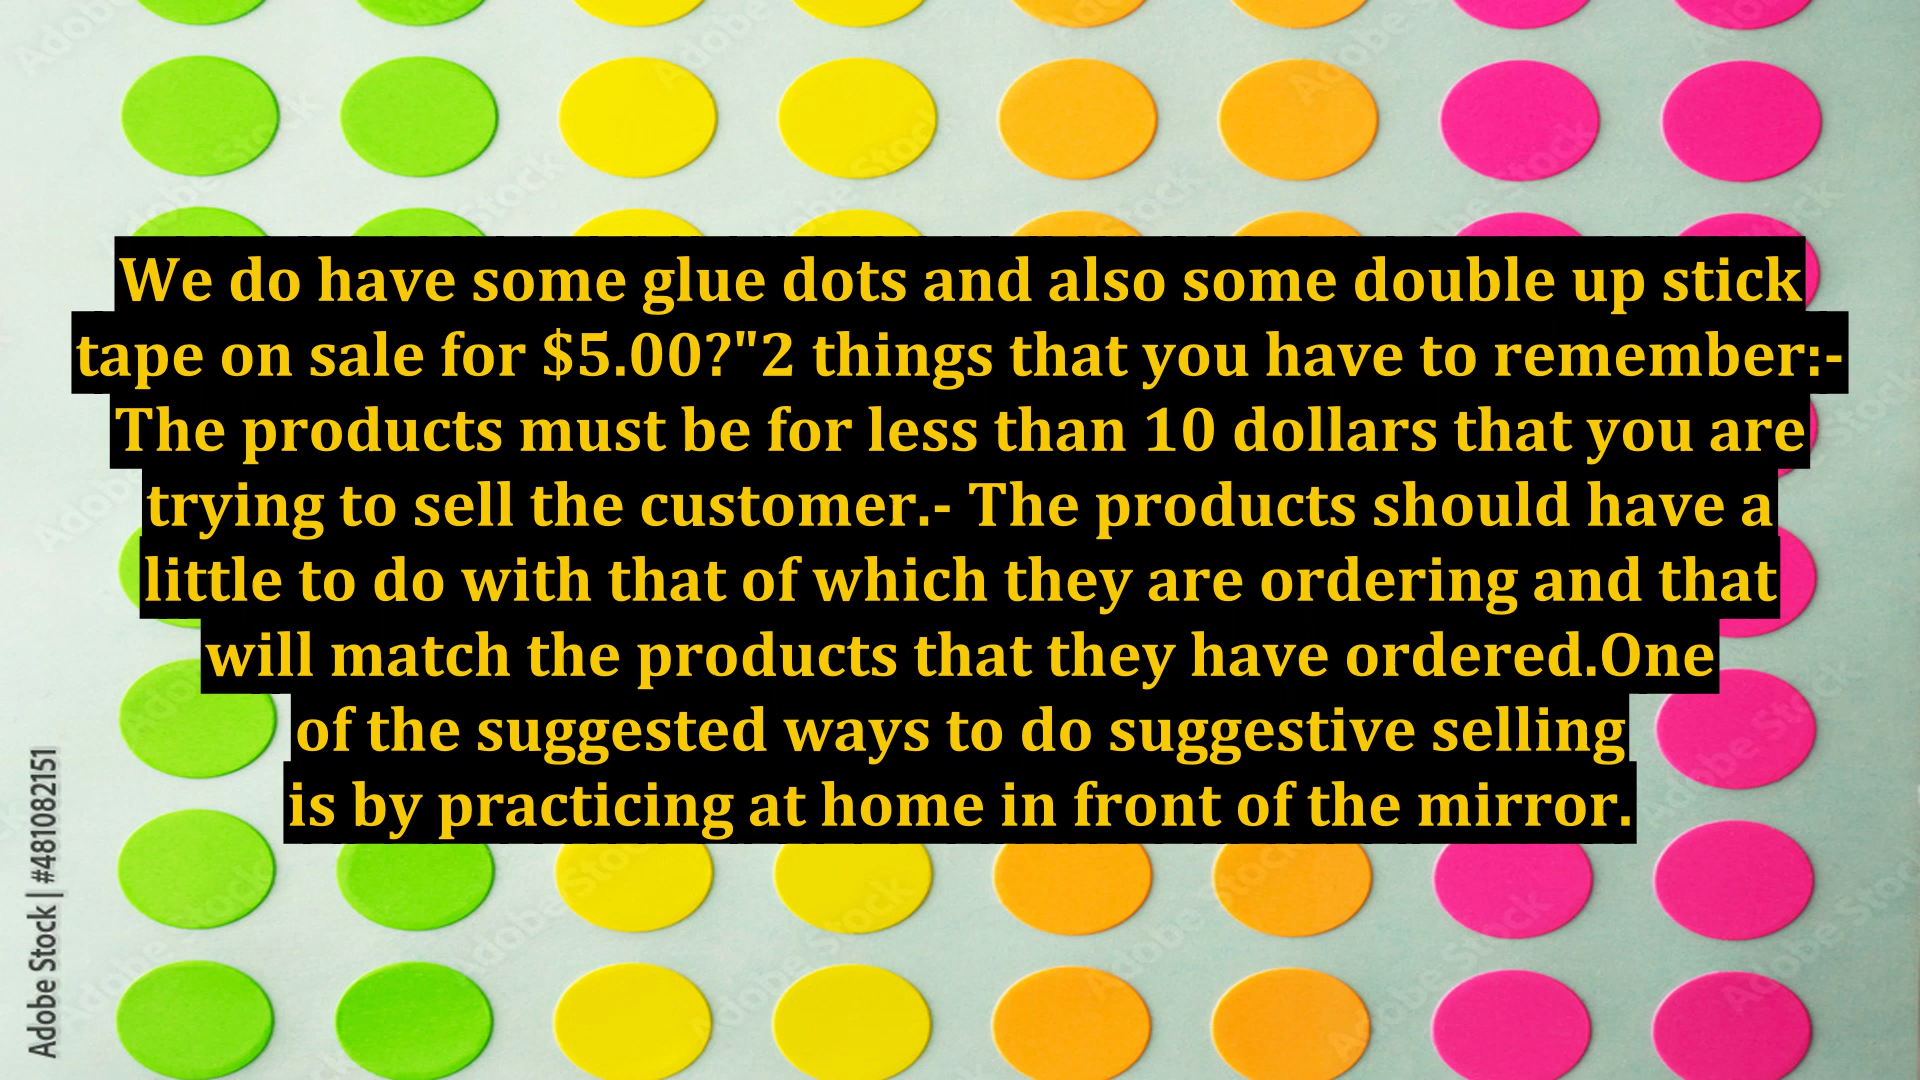 We do have some glue dots and also some double up stick
tape on sale for $5.00?"2 things that you have to remember:-
The products must be for less than 10 dollars that you are
trying to sell the customer.- The products should have a
little to do with that of which they are ordering and that
will match the products that they have ordered.One
of the suggested ways to do suggestive selling
is by practicing at home in front of the mirror.
Adobe Stock | #481082151